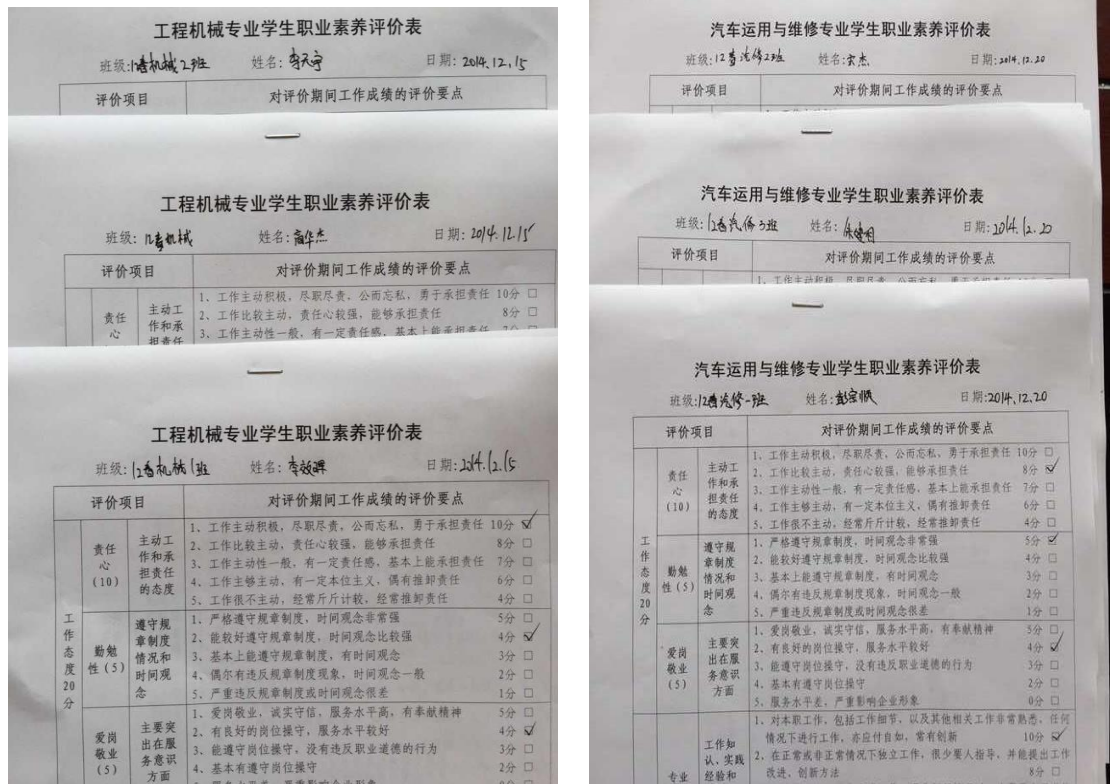 工程机械专业学生职业素养评价表
班级:12春机械2班 姓名:李天宇 日期:2014.12.15
评价项目 对评价期间工作成绩的评价要点
工程机械专业学生职业素养评价表
班级:12春机械 姓名:高华杰 日期:2014.12.15
评价项目 对评价期间工作成绩的评价要点
责任心
主动工作和承担责任
1、工作主动积极，尽职尽责，公而忘私，勇于承担责任 10分 □
2、工作比较主动，责任心较强，能够承担责任 8分 □
3、工作主动性一般，有一定责任感，基本上能承担责任 7分 □
工程机械专业学生职业素养评价表
班级:12春机械1班 姓名:李 日期:2014.12.15
评价项目 对评价期间工作成绩的评价要点
工作态度20分
责任心(10)
主动工作和承担责任的态度
1、工作主动积极，尽职尽责，公而忘私，勇于承担责任 10分 ☑
2、工作比较主动，责任心较强，能够承担责任 8分 □
3、工作主动性一般，有一定责任感，基本上能承担责任 7分 □
4、工作主够主动，有一定本位主义，偶有推卸责任 6分 □
5、工作很不主动，经常斤斤计较，经常推卸责任 4分 □
勤勉性(5)
遵守规章制度情况和时间观念
1、严格遵守规章制度，时间观念非常强 5分 □
2、能较好遵守规章制度，时间观念比较强 4分 ☑
3、基本上能遵守规章制度，有时间观念 3分 □
4、偶尔有违反规章制度现象，时间观念一般 2分 □
5、严重违反规章制度或时间观念很差 1分 □
爱岗敬业(5)
主要突出在服务意识方面
1、爱岗敬业，诚实守信，服务水平高，有奉献精神 5分 □
2、有良好的岗位操守，服务水平较好 4分 ☑
3、能遵守岗位操守，没有违反职业道德的行为 3分 □
4、基本有遵守岗位操守 2分 □
汽车运用与维修专业学生职业素养评价表
班级:12春汽修2班 姓名:宋杰 日期:2014.12.20
评价项目 对评价期间工作成绩的评价要点
汽车运用与维修专业学生职业素养评价表
班级:12春汽修3班 姓名: 日期:2014.12.20
评价项目 对评价期间工作成绩的评价要点
1、工作主动积极，尽职尽责，公而忘私，勇于承担责任 10分 □
汽车运用与维修专业学生职业素养评价表
班级:12春汽修一班 姓名:彭宗顺 日期:2014.12.20
评价项目 对评价期间工作成绩的评价要点
工作态度20分
责任心(10)
主动工作和承担责任的态度
1、工作主动积极，尽职尽责，公而忘私，勇于承担责任 10分 □
2、工作比较主动，责任心较强，能够承担责任 8分 ☑
3、工作主动性一般，有一定责任感，基本上能承担责任 7分 □
4、工作主够主动，有一定本位主义，偶有推卸责任 6分 □
5、工作很不主动，经常斤斤计较，经常推卸责任 4分 □
勤勉性(5)
遵守规章制度情况和时间观念
1、严格遵守规章制度，时间观念非常强 5分 ☑
2、能较好遵守规章制度，时间观念比较强 4分 □
3、基本上能遵守规章制度，有时间观念 3分 □
4、偶尔有违反规章制度现象，时间观念一般 2分 □
5、严重违反规章制度或时间观念很差 1分 □
爱岗敬业(5)
主要突出在服务意识方面
1、爱岗敬业，诚实守信，服务水平高，有奉献精神 5分 □
2、有良好的岗位操守，服务水平较好 4分 ☑
3、能遵守岗位操守，没有违反职业道德的行为 3分 □
4、基本有遵守岗位操守 2分 □
5、服务水平差，严重影响企业形象 0分 □
专业
工作知认、实践经验和
1、对本职工作，包括工作细节，以及其他相关工作非常熟悉，任何
情况下进行工作，亦应付自如，常有创新 10分 ☑
2、在正常或非正常情况下独立工作，很少要人指导，并能提出工作
改进、创新方法 8分 □